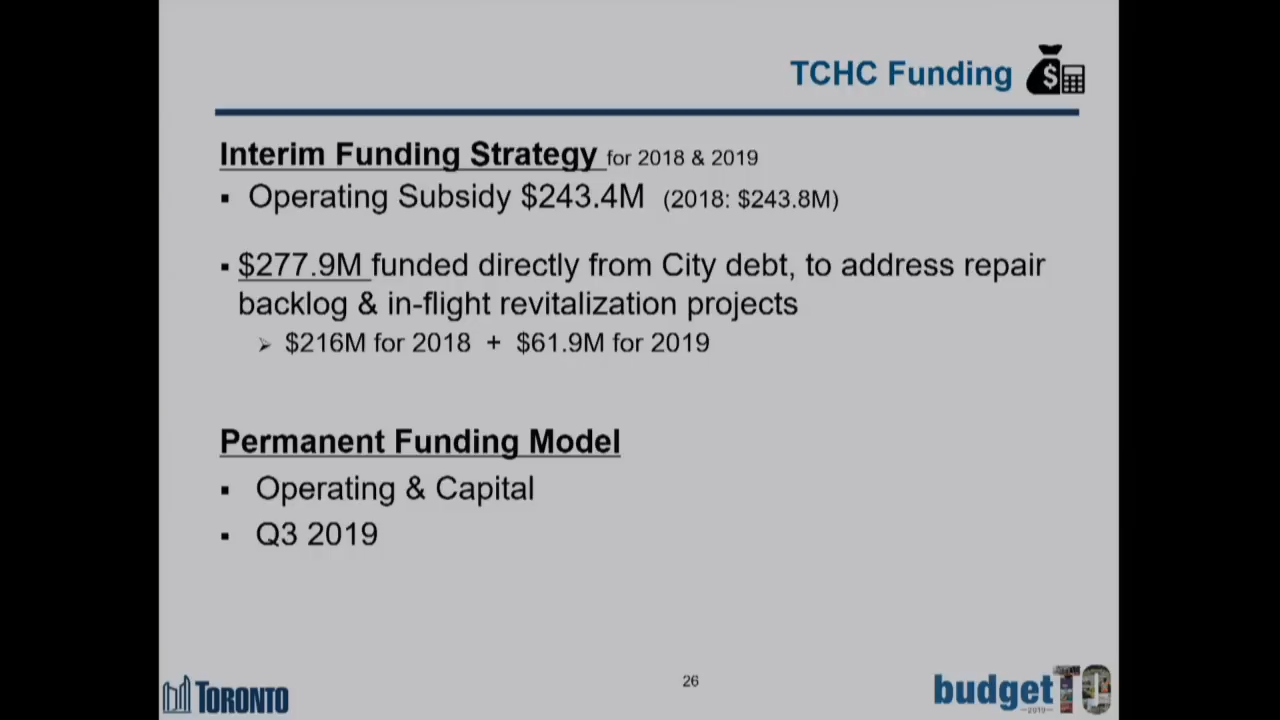 TCHC Funding
Interim Funding Strategy for 2018 & 2019
▪ Operating Subsidy $243.4M (2018: $243.8M)
▪ $277.9M funded directly from City debt, to address repair
backlog & in-flight revitalization projects
➢ $216M for 2018 + $61.9M for 2019
Permanent Funding Model
▪ Operating & Capital
▪ Q3 2019
TORONTO
26
budgetTO
2019